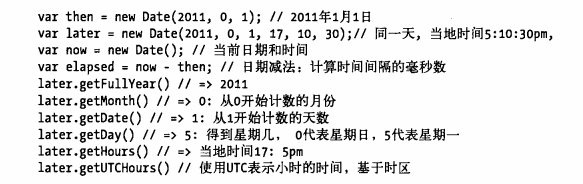 var then = new Date(2011, 0, 1); // 2011年1月1日
var later = new Date(2011, 0, 1, 17, 10, 30);// 同一天, 当地时间5:10:30pm,
var now = new Date(); // 当前日期和时间
var elapsed = now - then; // 日期减法: 计算时间间隔的毫秒数
later.getFullYear() // => 2011
later.getMonth() // => 0: 从0开始计数的月份
later.getDate() // => 1: 从1开始计数的天数
later.getDay() // => 5: 得到星期几, 0代表星期日, 5代表星期一
later.getHours() // => 当地时间17: 5pm
later.getUTCHours() // 使用UTC表示小时的时间, 基于时区